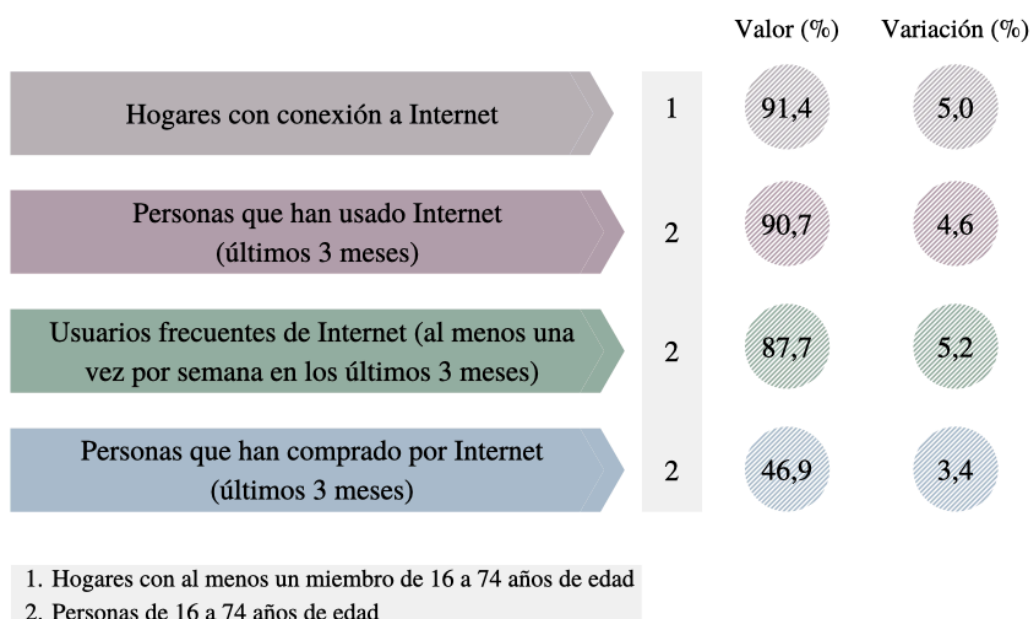 Valor (%) Variación (%)
Hogares con conexión a Internet 1 91,4 5,0
Personas que han usado Internet
(últimos 3 meses) 2 90,7 4,6
Usuarios frecuentes de Internet (al menos una
vez por semana en los últimos 3 meses) 2 87,7 5,2
Personas que han comprado por Internet
(últimos 3 meses) 2 46,9 3,4
1. Hogares con al menos un miembro de 16 a 74 años de edad
2. Personas de 16 a 74 años de edad